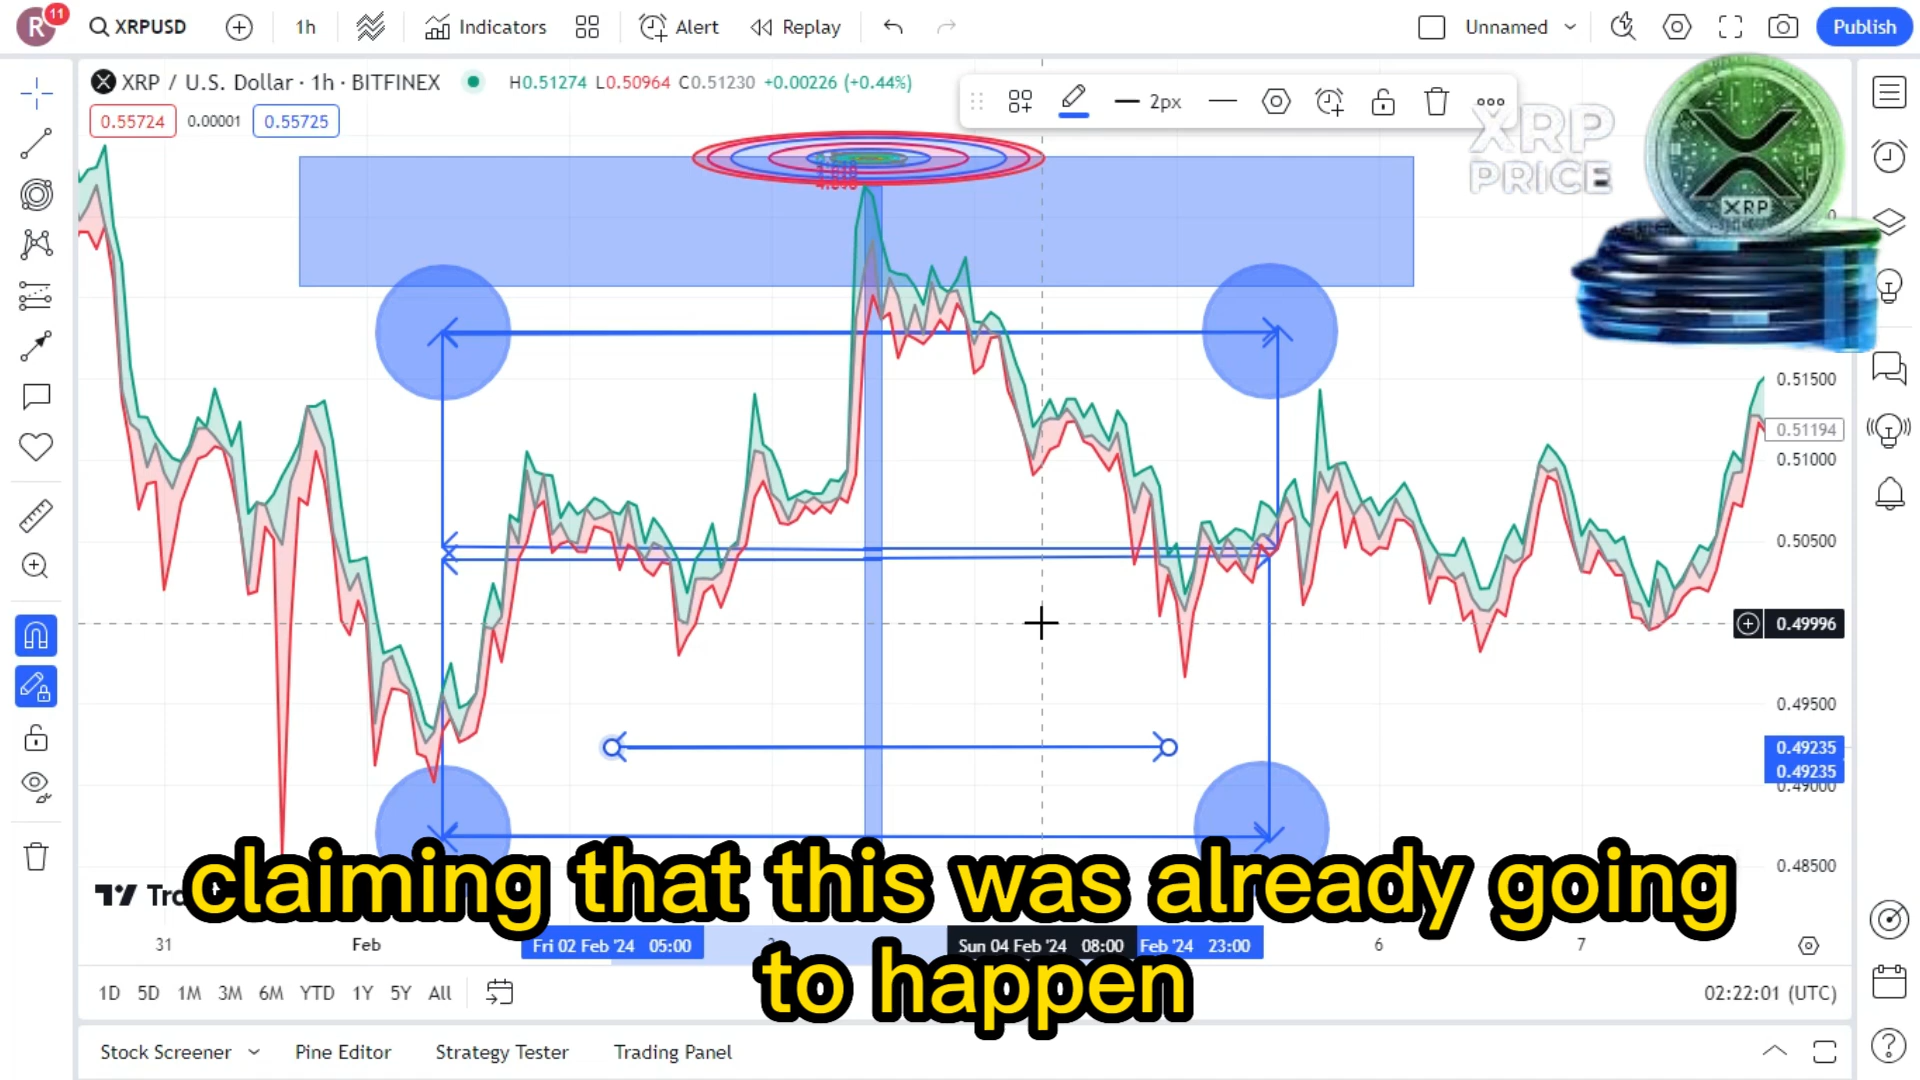 R
11
XRPUSD
1h
Indicators
Alert
Replay
Unnamed
Publish
XRP / U.S. Dollar · 1h · BITFINEX
H0.51274 L0.50964 C0.51230 +0.00226 (+0.44%)
0.55724
0.00001
0.55725
2px
XRP
PRICE
XRP
0.51500
0.51194
0.51000
0.50500
0.49996
0.49500
0.49235
0.49235
0.49000
0.48500
claiming that this was already going
to happen
31
Feb
Fri 02 Feb '24 05:00
Sun 04 Feb '24 08:00
Feb '24 23:00
6
7
1D 5D 1M 3M 6M YTD 1Y 5Y All
02:22:01 (UTC)
Stock Screener
Pine Editor
Strategy Tester
Trading Panel